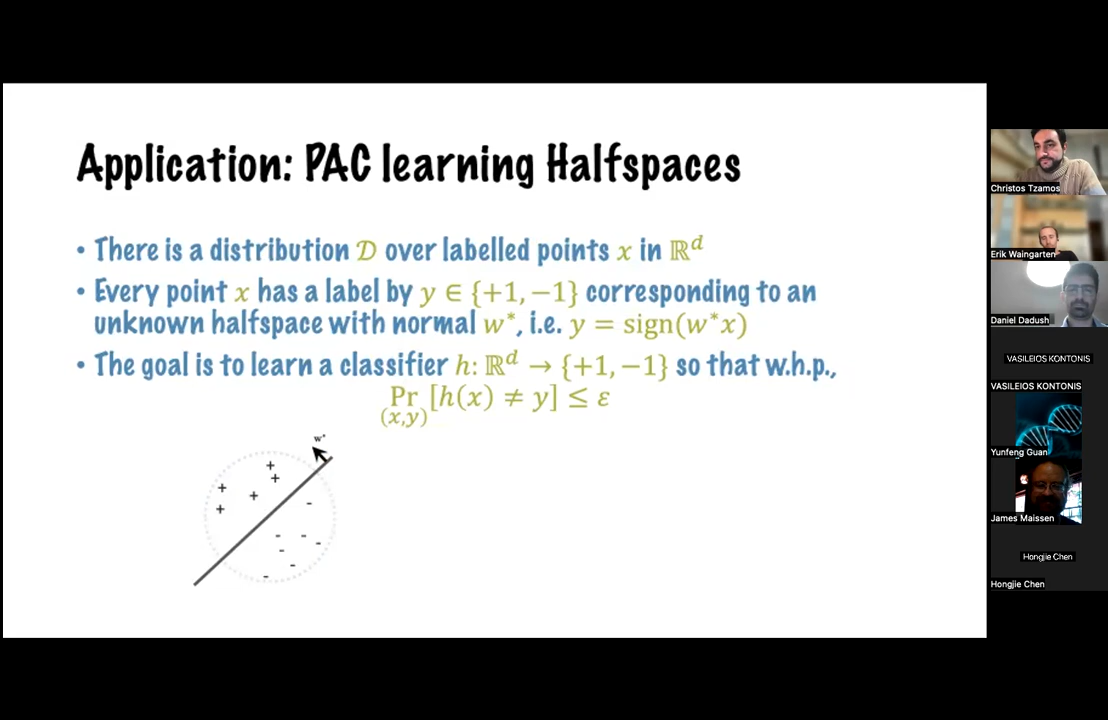 Application: PAC learning Halfspaces
• There is a distribution 𝒟 over labelled points x in ℝᵈ
• Every point x has a label by y ∈ {+1, −1} corresponding to an
unknown halfspace with normal w*, i.e. y = sign(w*x)
• The goal is to learn a classifier h: ℝᵈ → {+1, −1} so that w.h.p.,
Pr [h(x) ≠ y] ≤ ε
(x,y)
w*
Christos Tzamos
Erik Waingarten
Daniel Dadush
VASILEIOS KONTONIS
VASILEIOS KONTONIS
Yunfeng Guan
James Maissen
Hongjie Chen
Hongjie Chen